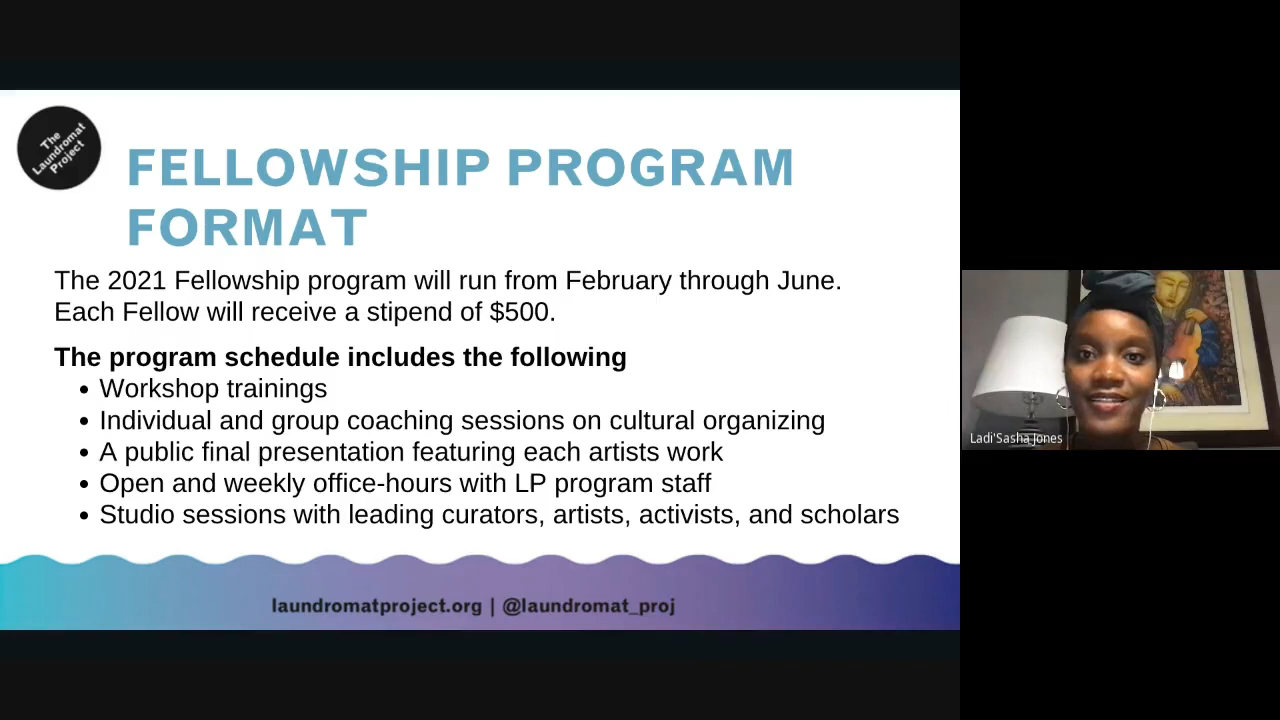 The
Laundromat
Project
FELLOWSHIP PROGRAM
FORMAT
The 2021 Fellowship program will run from February through June.
Each Fellow will receive a stipend of $500.
The program schedule includes the following
• Workshop trainings
• Individual and group coaching sessions on cultural organizing
• A public final presentation featuring each artists work
• Open and weekly office-hours with LP program staff
• Studio sessions with leading curators, artists, activists, and scholars
laundromatproject.org | @laundromat_proj
Ladi'Sasha Jones